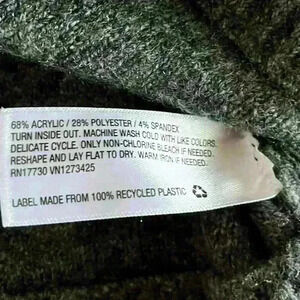 68% ACRYLIC / 28% POLYESTER / 4% SPANDEX
TURN INSIDE OUT. MACHINE WASH COLD WITH LIKE COLORS.
DELICATE CYCLE. ONLY NON-CHLORINE BLEACH IF NEEDED.
RESHAPE AND LAY FLAT TO DRY. WARM IRON IF NEEDED.
RN17730 VN1273425
LABEL MADE FROM 100% RECYCLED PLASTIC